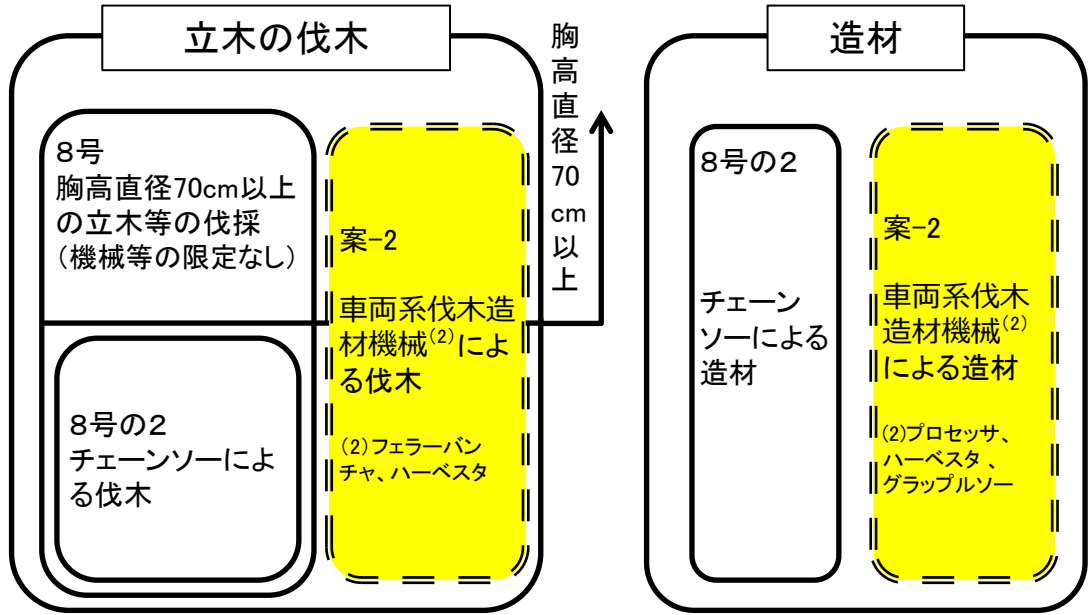 立木の伐木
胸高直径70cm以上
8号
胸高直径70cm以上
の立木等の伐採
(機械等の限定なし)
8号の2
チェーンソーによ
る伐木
案-2
車両系伐木造
材機械(2)によ
る伐木
(2)フェラーバン
チャ、ハーベスタ
造材
8号の2
チェーン
ソーによる
造材
案-2
車両系伐木
造材機械(2)
による造材
(2)プロセッサ、
ハーベスタ 、
グラップルソー